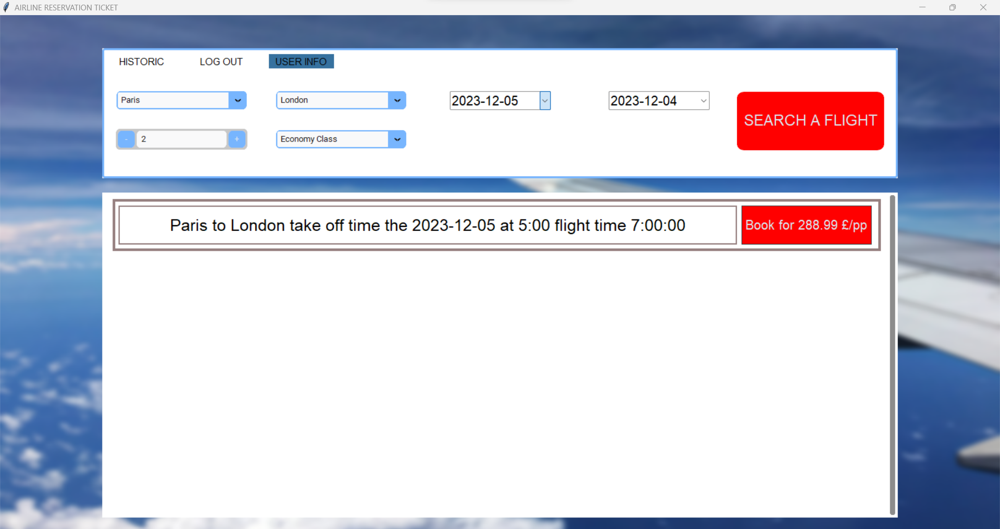 AIRLINE RESERVATION TICKET
HISTORIC LOG OUT USER INFO
Paris London 2023-12-05 2023-12-04
SEARCH A FLIGHT
- 2 + Economy Class
Paris to London take off time the 2023-12-05 at 5:00 flight time 7:00:00 Book for 288.99 £/pp